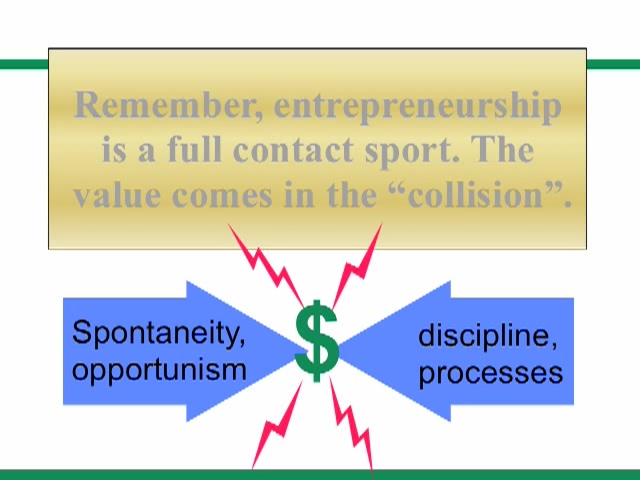 Remember, entrepreneurship
is a full contact sport. The
value comes in the “collision”.
Spontaneity,
opportunism
$
discipline,
processes